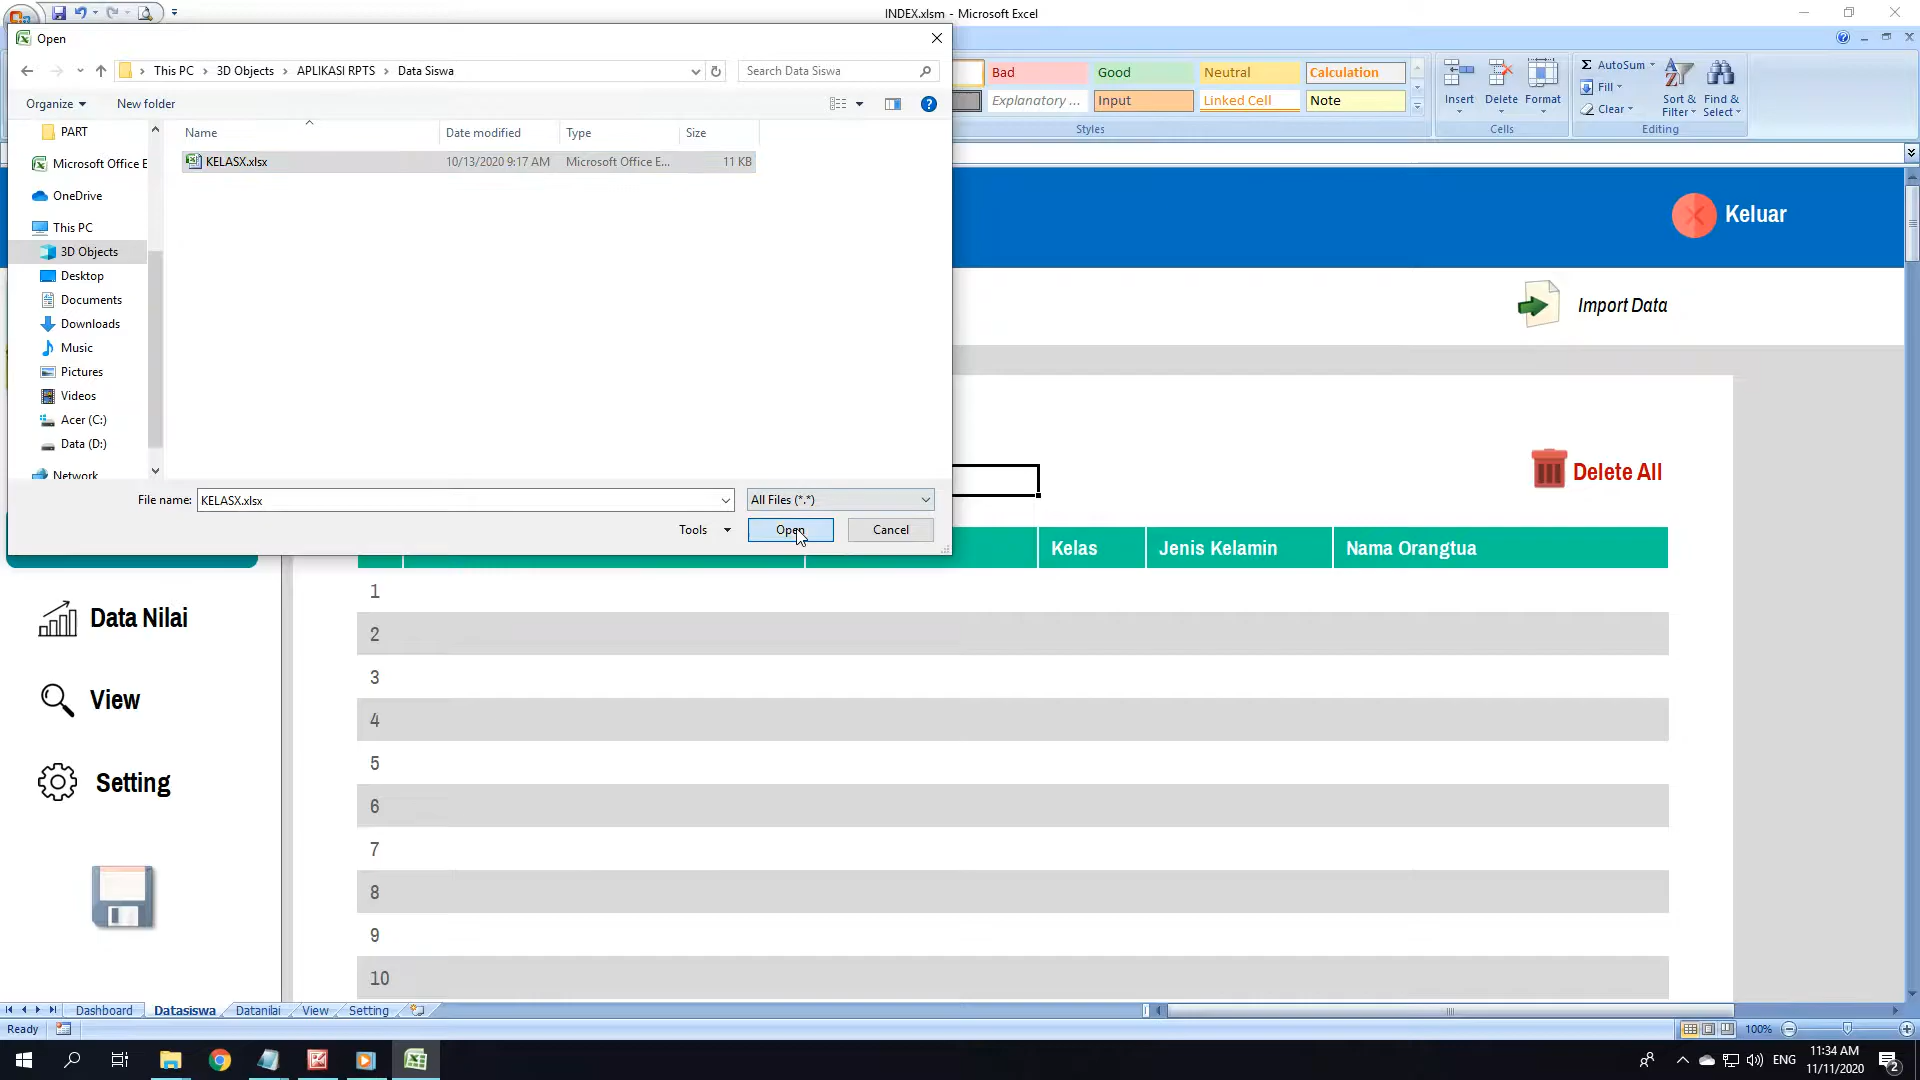 INDEX.xlsm - Microsoft Excel
Open
This PC > 3D Objects > APLIKASI RPTS > Data Siswa
Search Data Siswa
Organize
New folder
PART
Microsoft Office E
OneDrive
This PC
3D Objects
Desktop
Documents
Downloads
Music
Pictures
Videos
Acer (C:)
Data (D:)
Network
Name
Date modified
Type
Size
KELASX.xlsx
10/13/2020 9:17 AM
Microsoft Office E...
11 KB
File name:
KELASX.xlsx
All Files (*.*)
Tools
Open
Cancel
Bad
Good
Neutral
Calculation
Explanatory ...
Input
Linked Cell
Note
Styles
Insert
Delete
Format
Cells
Σ AutoSum
Fill
Clear
Sort &
Filter
Find &
Select
Editing
Keluar
Import Data
Delete All
Kelas
Jenis Kelamin
Nama Orangtua
1
2
3
4
5
6
7
8
9
10
Data Nilai
View
Setting
Dashboard
Datasiswa
Datanilai
View
Setting
Ready
100%
ENG
11:34 AM
11/11/2020
2